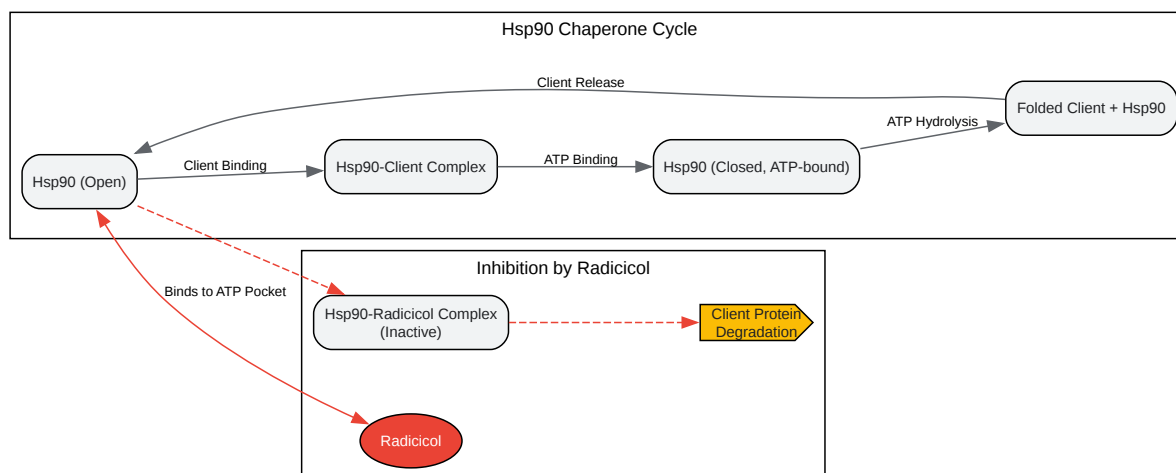 Hsp90 Chaperone Cycle
Client Release
Folded Client + Hsp90
ATP Hydrolysis
Hsp90 (Open)
Client Binding
Hsp90-Client Complex
ATP Binding
Hsp90 (Closed, ATP-bound)
Inhibition by Radicicol
Binds to ATP Pocket
Hsp90-Radicicol Complex
(Inactive)
Client Protein
Degradation
Radicicol